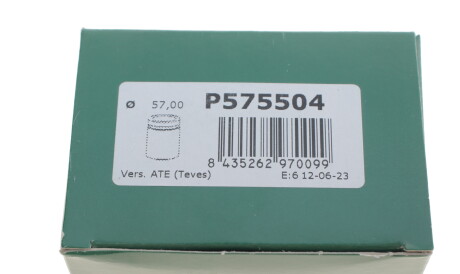 Ø 57,00 P575504
8 435262 970099
Vers. ATE (Teves) E:6 12-06-23